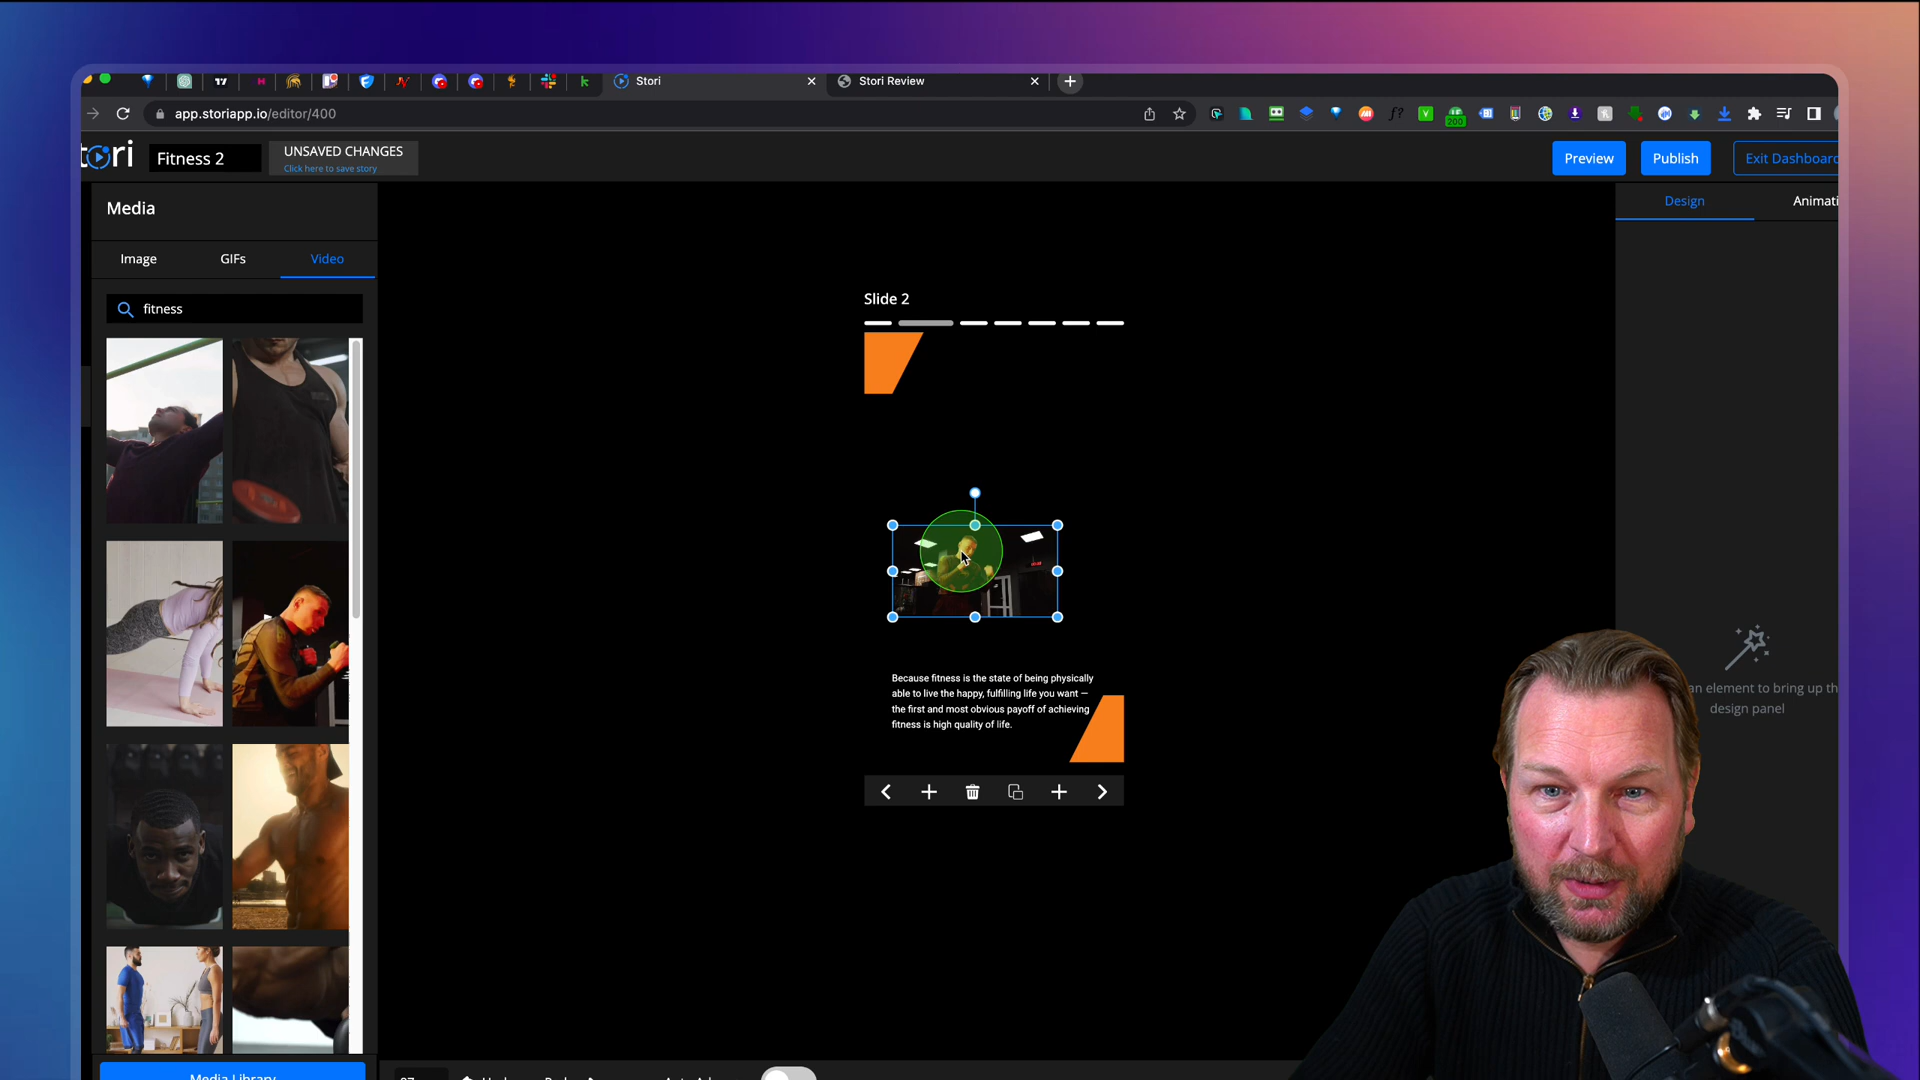 Stori
Stori Review
app.storiapp.io/editor/400
Fitness 2
UNSAVED CHANGES
Click here to save story
Preview
Publish
Exit Dashboard
Media
Design
Animati
Image
GIFs
Video
fitness
Slide 2
Because fitness is the state of being physically
able to live the happy, fulfilling life you want —
the first and most obvious payoff of achieving
fitness is high quality of life.
an element to bring up th
design panel
Media Library
200